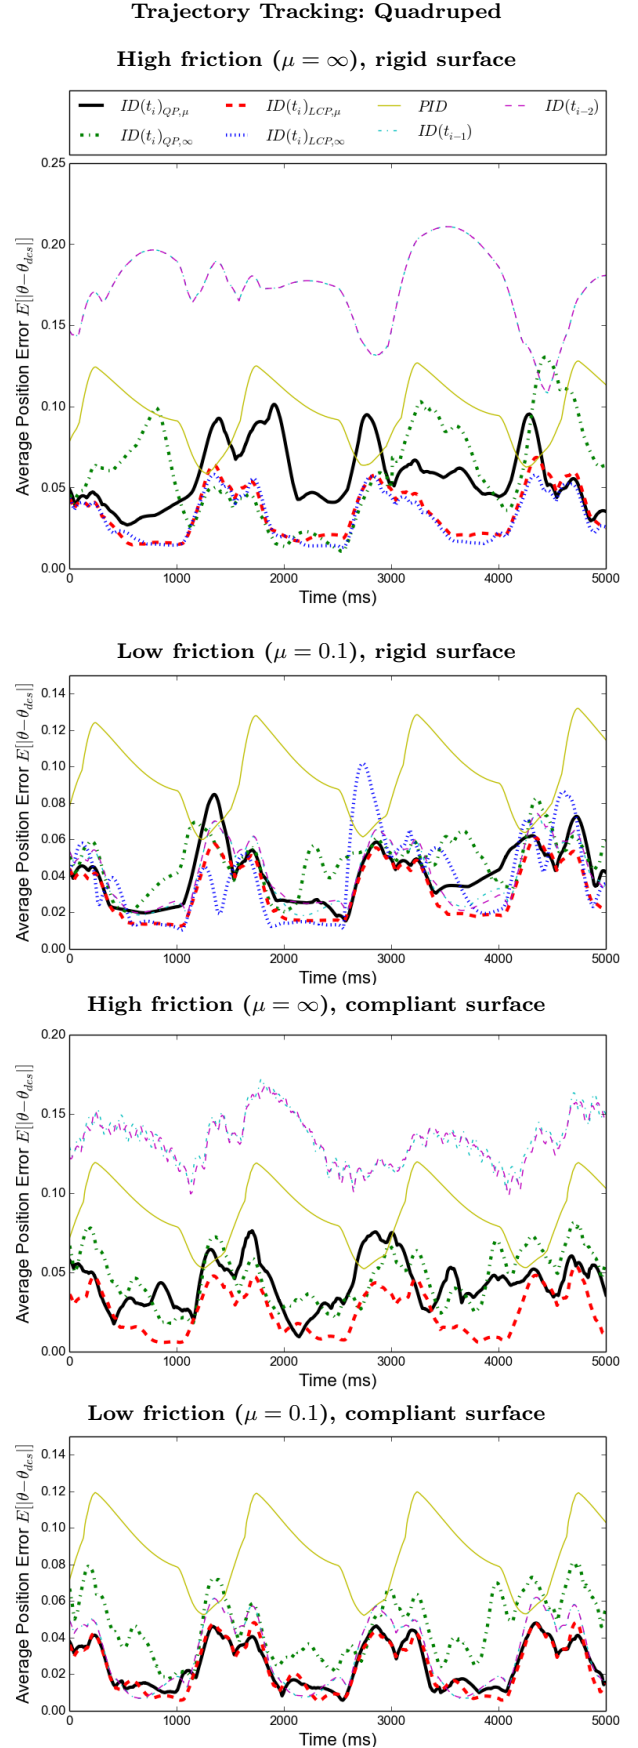 Trajectory Tracking: Quadruped
High friction (μ = ∞), rigid surface
ID(t_i)_{QP,μ} ID(t_i)_{LCP,μ} PID ID(t_{i−2})
ID(t_i)_{QP,∞} ID(t_i)_{LCP,∞} ID(t_{i−1})
Average Position Error E[|θ−θ_{des}|]
0.25
0.20
0.15
0.10
0.05
0.00
0 1000 2000 3000 4000 5000
Time (ms)
Low friction (μ = 0.1), rigid surface
Average Position Error E[|θ−θ_{des}|]
0.14
0.12
0.10
0.08
0.06
0.04
0.02
0.00
0 1000 2000 3000 4000 5000
Time (ms)
High friction (μ = ∞), compliant surface
Average Position Error E[|θ−θ_{des}|]
0.20
0.15
0.10
0.05
0.00
0 1000 2000 3000 4000 5000
Time (ms)
Low friction (μ = 0.1), compliant surface
Average Position Error E[|θ−θ_{des}|]
0.14
0.12
0.10
0.08
0.06
0.04
0.02
0.00
0 1000 2000 3000 4000 5000
Time (ms)